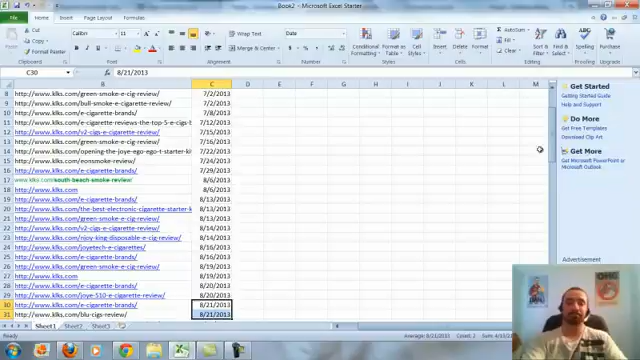 Book2 - Microsoft Excel Starter
File
Home
Insert
Page Layout
Formulas
Cut
Copy
Format Painter
Calibri
11
Wrap Text
Merge & Center
Date
Conditional Formatting
Format as Table
Cell Styles
Insert
Delete
Format
AutoSum
Fill
Clear
Sort & Filter
Find & Select
Clipboard
Font
Alignment
Number
Styles
Cells
Editing
C30
8/21/2013
B C D E F G H I J K L M
8 http://www.klks.com/green-smoke-e-cig-review/ 7/2/2013
9 http://www.klks.com/bull-smoke-e-cigarette-review/ 7/2/2013
10 http://www.klks.com/e-cigarette-brands/ 7/8/2013
11 http://www.klks.com/e-cigarette-reviews-the-top-5-e-cigs-b 7/12/2013
12 http://www.klks.com/v2-cigs-e-cigarette-review/ 7/15/2013
13 http://www.klks.com/green-smoke-e-cig-review/ 7/16/2013
14 http://www.klks.com/opening-the-joye-ego-t-starter-ki 7/22/2013
15 http://www.klks.com/eonsmoke-review/ 7/24/2013
16 http://www.klks.com/e-cigarette-brands/ 7/29/2013
17 www.klks.com/south-beach-smoke-review/ 8/6/2013
18 http://www.klks.com 8/6/2013
19 http://www.klks.com/e-cigarette-brands/ 8/13/2013
20 http://www.klks.com/the-best-electronic-cigarette-starter-k 8/13/2013
21 http://www.klks.com/green-smoke-e-cig-review/ 8/13/2013
22 http://www.klks.com/v2-cigs-e-cigarette-review/ 8/13/2013
23 http://www.klks.com/njoy-king-disposable-e-cig-review/ 8/13/2013
24 http://www.klks.com/joyetech-e-cigarettes/ 8/16/2013
25 http://www.klks.com/e-cigarette-brands/ 8/16/2013
26 http://www.klks.com/green-smoke-e-cig-review/ 8/19/2013
27 http://www.klks.com 8/19/2013
28 http://www.klks.com/e-cigarette-brands/ 8/20/2013
29 http://www.klks.com/joye-510-e-cigarette-review/ 8/20/2013
30 http://www.klks.com/e-cigarette-brands/ 8/21/2013
31 http://www.klks.com/blu-cigs-review/ 8/21/2013
Sheet1 Sheet2 Sheet3
Ready
Average: 8/21/2013 Count: 2
Get Started
Getting Started Guide
Help and Support
Do More
Get Free Templates
Download Clip Art
Get More
Get Microsoft PowerPoint or
Microsoft Outlook
Advertisement